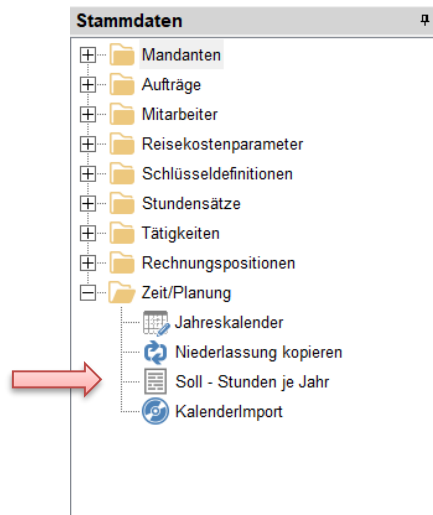 Stammdaten
Mandanten
Aufträge
Mitarbeiter
Reisekostenparameter
Schlüsseldefinitionen
Stundensätze
Tätigkeiten
Rechnungspositionen
Zeit/Planung
Jahreskalender
Niederlassung kopieren
Soll - Stunden je Jahr
KalenderImport